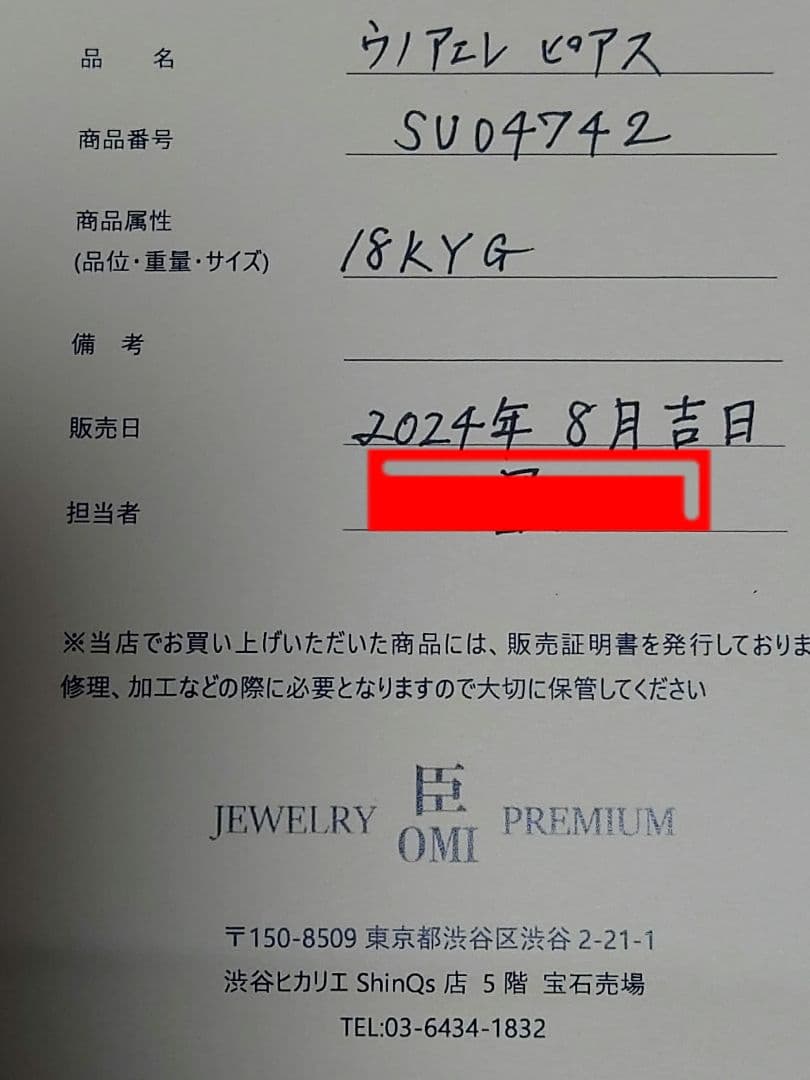 品 名 ウノアエレ ピアス
商品番号 SU04742
商品属性
(品位・重量・サイズ) 18KYG
備 考
販売日 2024年 8月吉日
担当者
※当店でお買い上げいただいた商品には、販売証明書を発行しておりま
修理、加工などの際に必要となりますので大切に保管してください
臣
JEWELRY OMI PREMIUM
〒150-8509 東京都渋谷区渋谷 2-21-1
渋谷ヒカリエ ShinQs 店 5 階 宝石売場
TEL:03-6434-1832